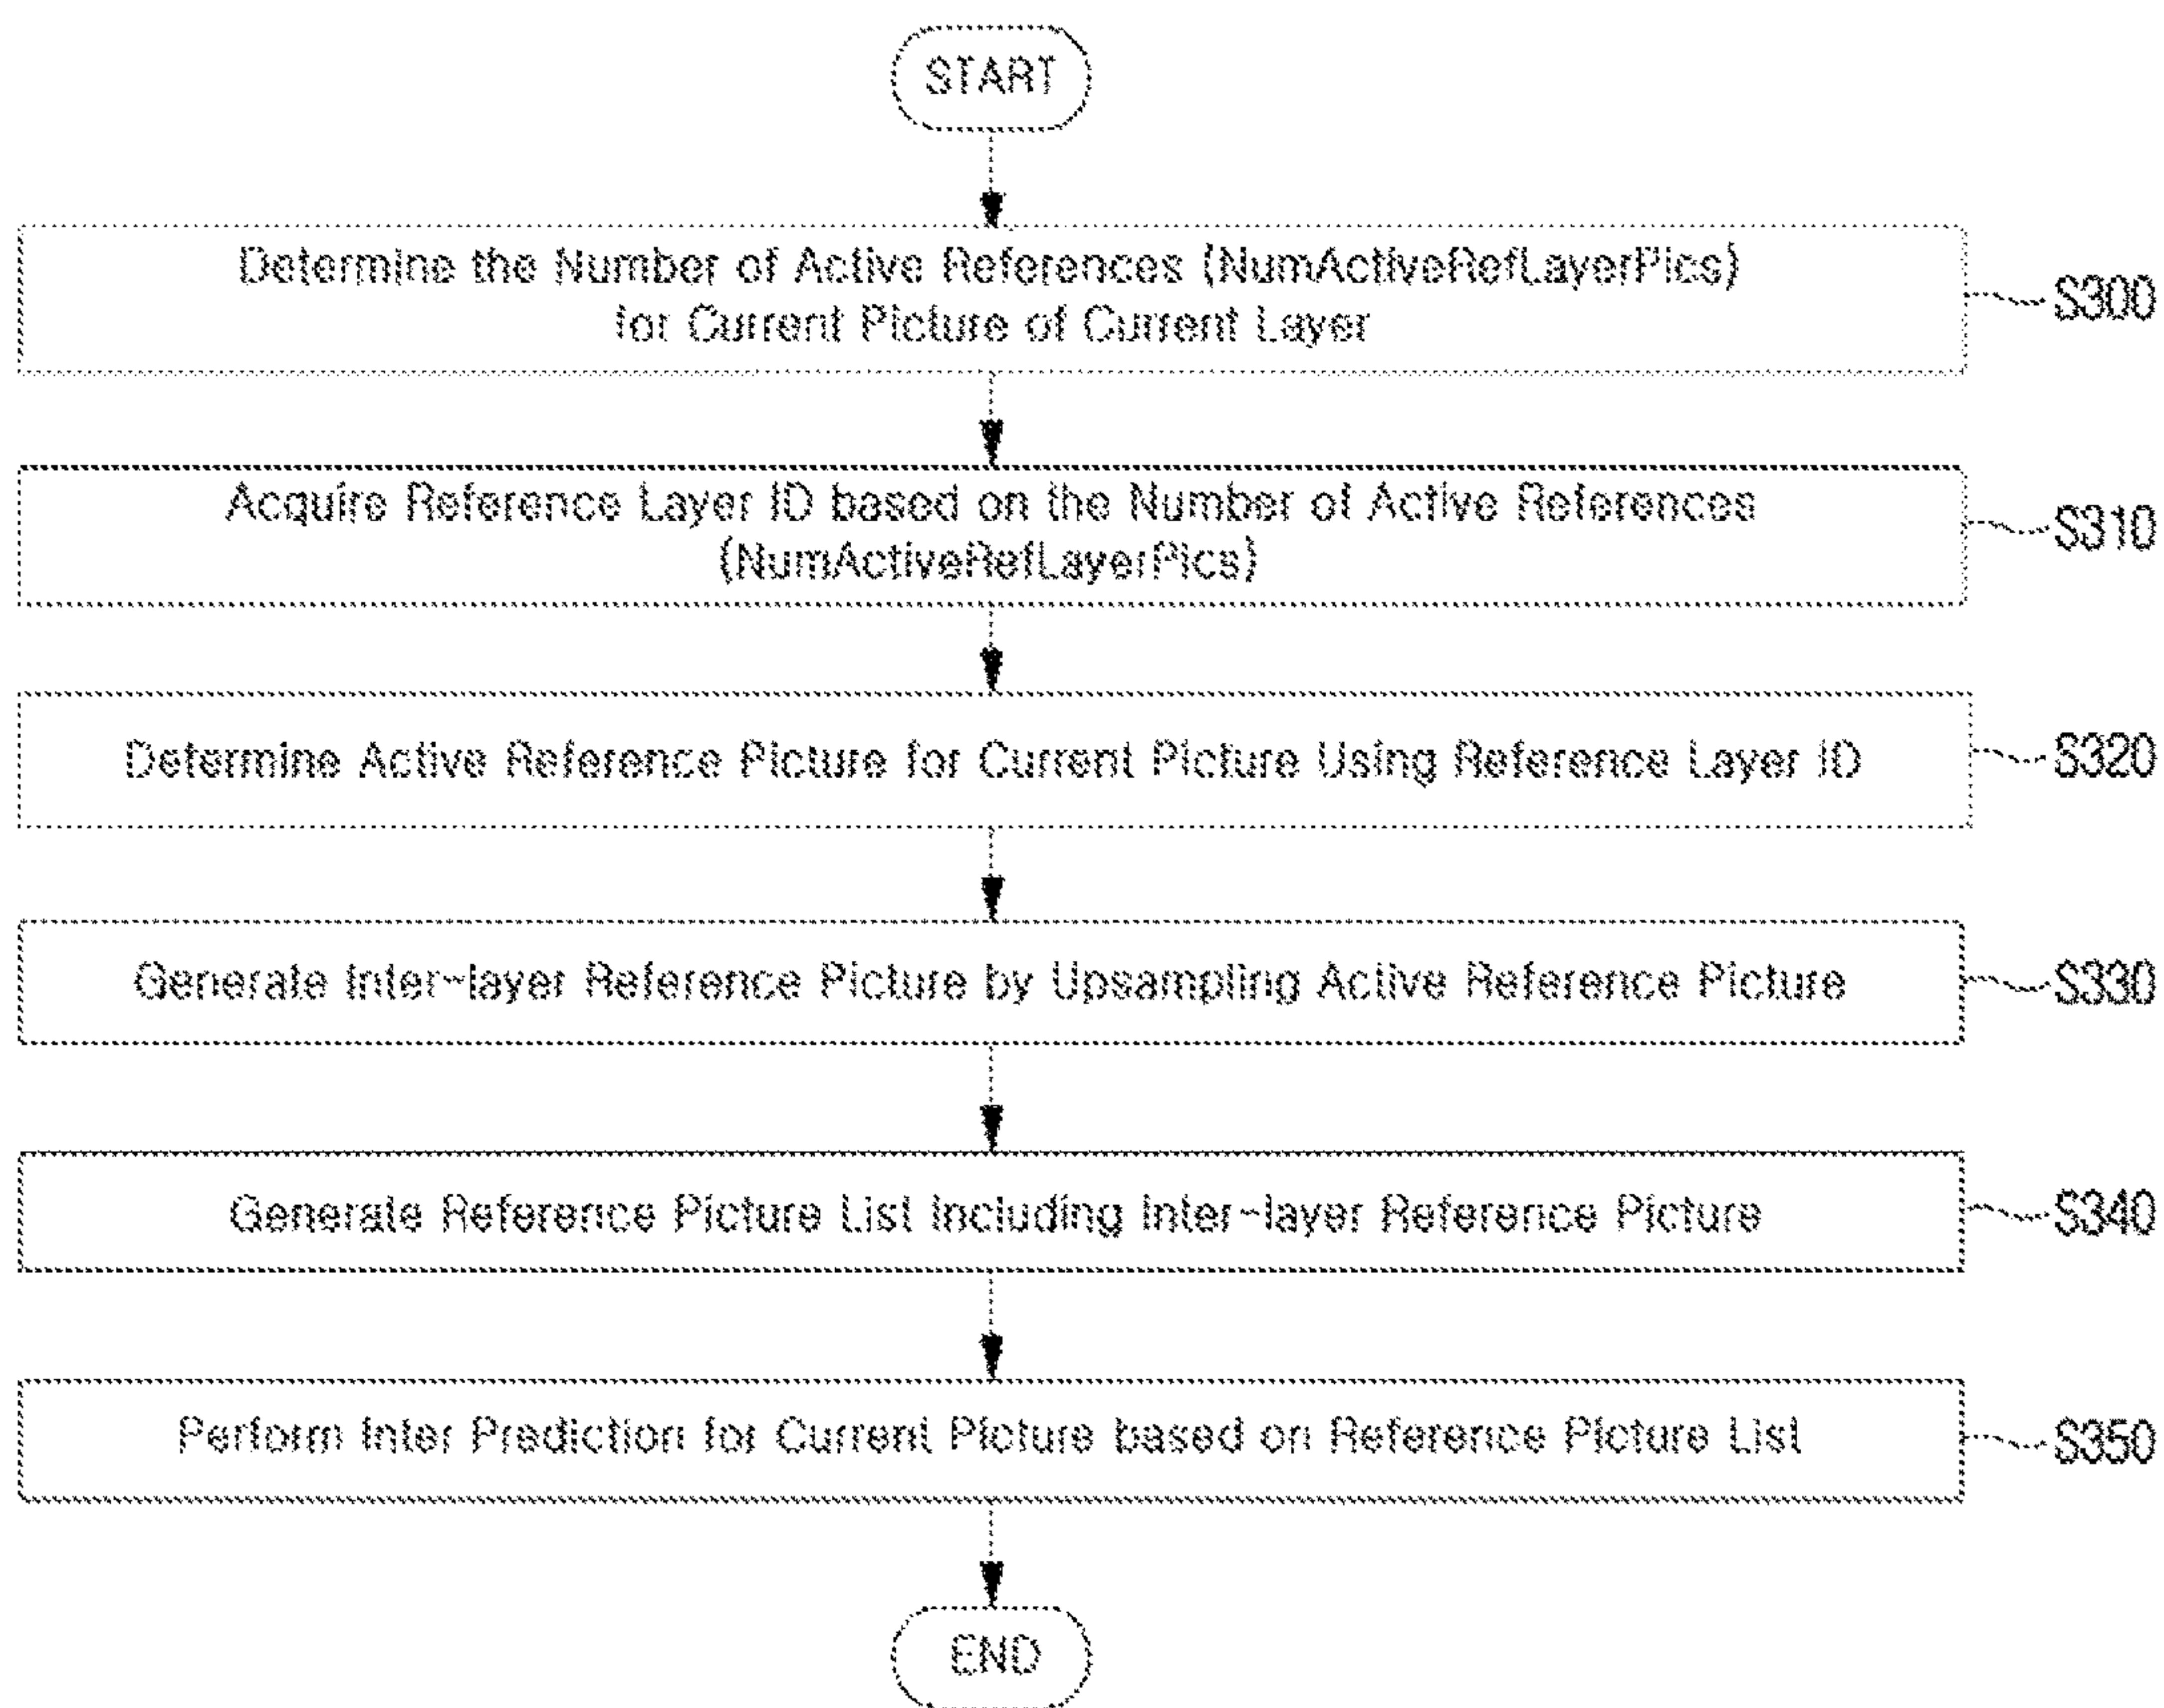 START
Determine the Number of Active References (NumActiveRefLayerPics)
for Current Picture of Current Layer
S300
Acquire Reference Layer ID based on the Number of Active References
(NumActiveRefLayerPics)
S310
Determine Active Reference Picture for Current Picture Using Reference Layer ID
S320
Generate Inter-layer Reference Picture by Upsampling Active Reference Picture
S330
Generate Reference Picture List Including Inter-layer Reference Picture
S340
Perform Inter Prediction for Current Picture based on Reference Picture List
S350
END